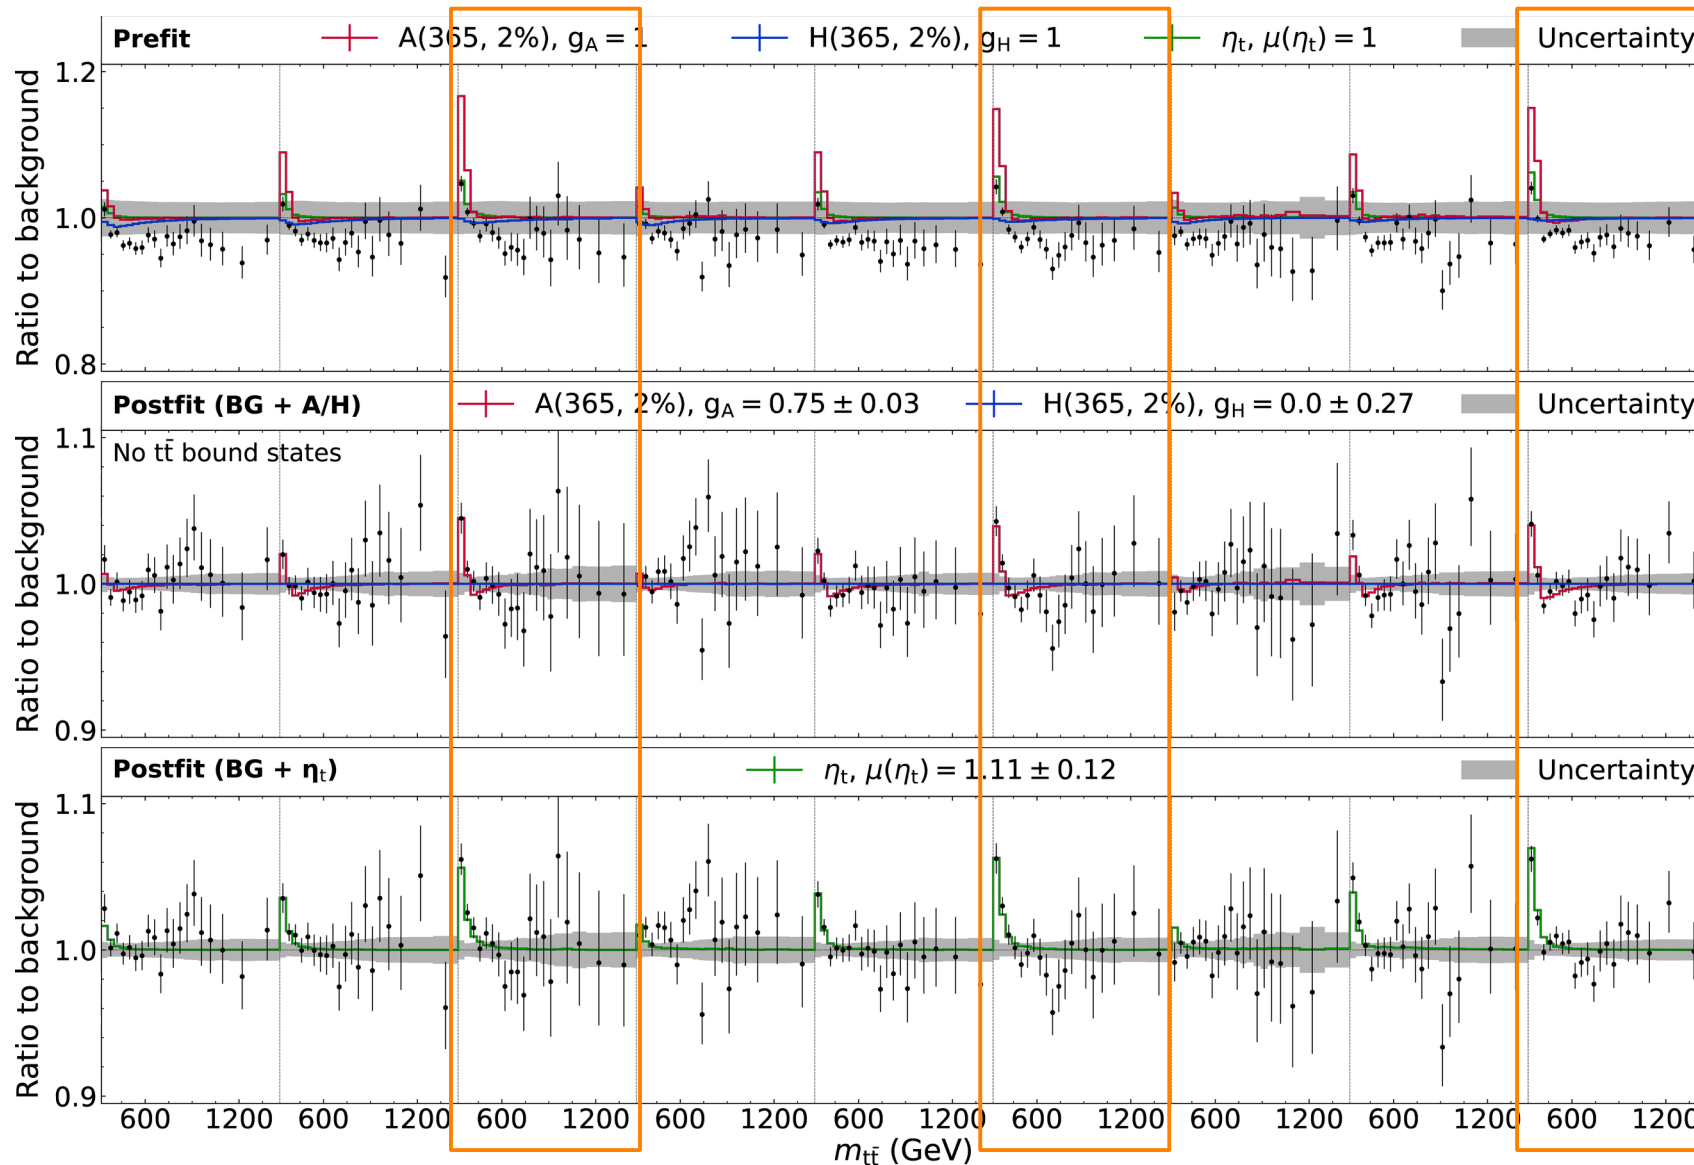 Prefit A(365, 2%), g_A = 1 H(365, 2%), g_H = 1 η_t, μ(η_t) = 1 Uncertainty
Ratio to background
1.2
1.0
0.8
Postfit (BG + A/H) A(365, 2%), g_A = 0.75 ± 0.03 H(365, 2%), g_H = 0.0 ± 0.27 Uncertainty
No tt̄ bound states
Ratio to background
1.1
1.0
0.9
Postfit (BG + η_t) η_t, μ(η_t) = 1.11 ± 0.12 Uncertainty
Ratio to background
1.1
1.0
0.9
600 1200 600 1200 600 1200 600 1200 600 1200 600 1200 600 1200 600 1200 600 1200
m_tt̄ (GeV)